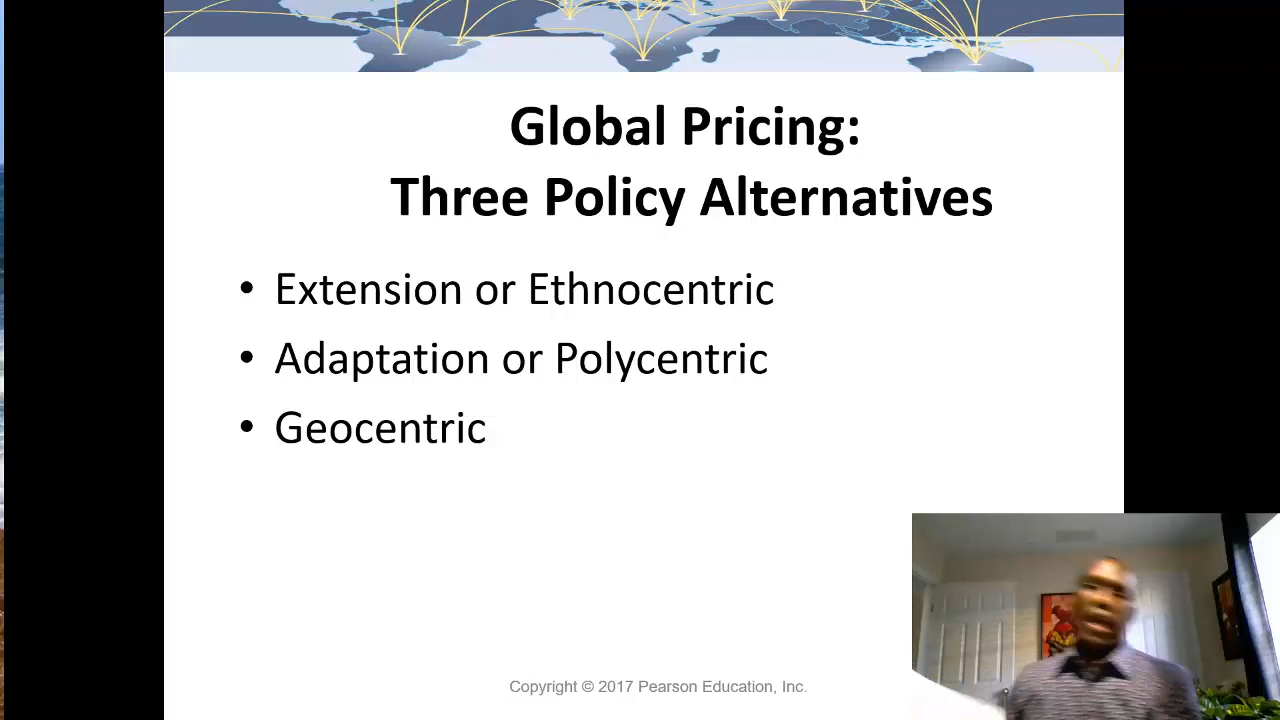 Global Pricing:
Three Policy Alternatives
• Extension or Ethnocentric
• Adaptation or Polycentric
• Geocentric
Copyright © 2017 Pearson Education, Inc.